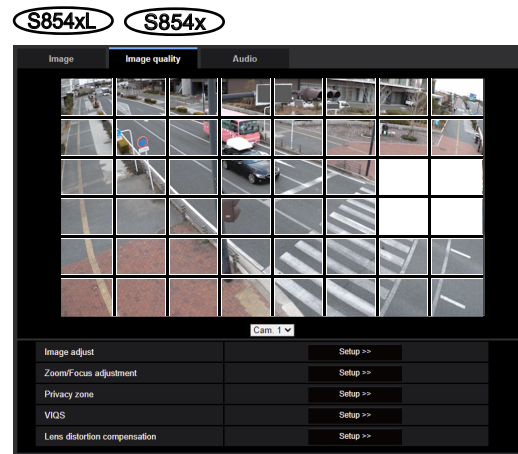 S854xL S854x
Image Image quality Audio
Cam. 1
Image adjust Setup >>
Zoom/Focus adjustment Setup >>
Privacy zone Setup >>
VIQS Setup >>
Lens distortion compensation Setup >>